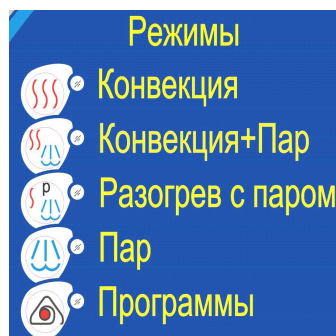 Режимы
Конвекция
Конвекция+Пар
p
Разогрев с паром
Пар
Программы